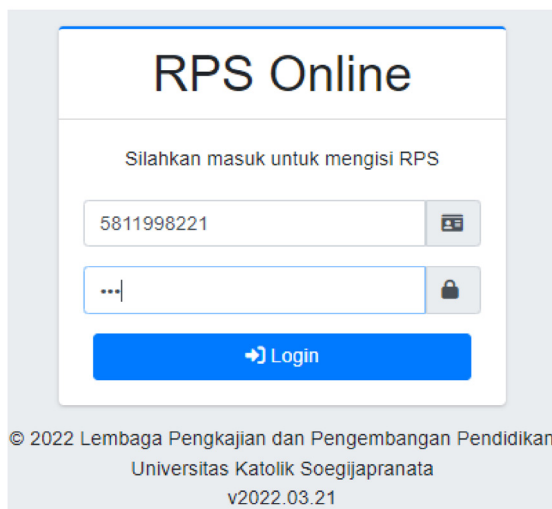 RPS Online
Silahkan masuk untuk mengisi RPS
5811998221
•••
Login
© 2022 Lembaga Pengkajian dan Pengembangan Pendidikan
Universitas Katolik Soegijapranata
v2022.03.21